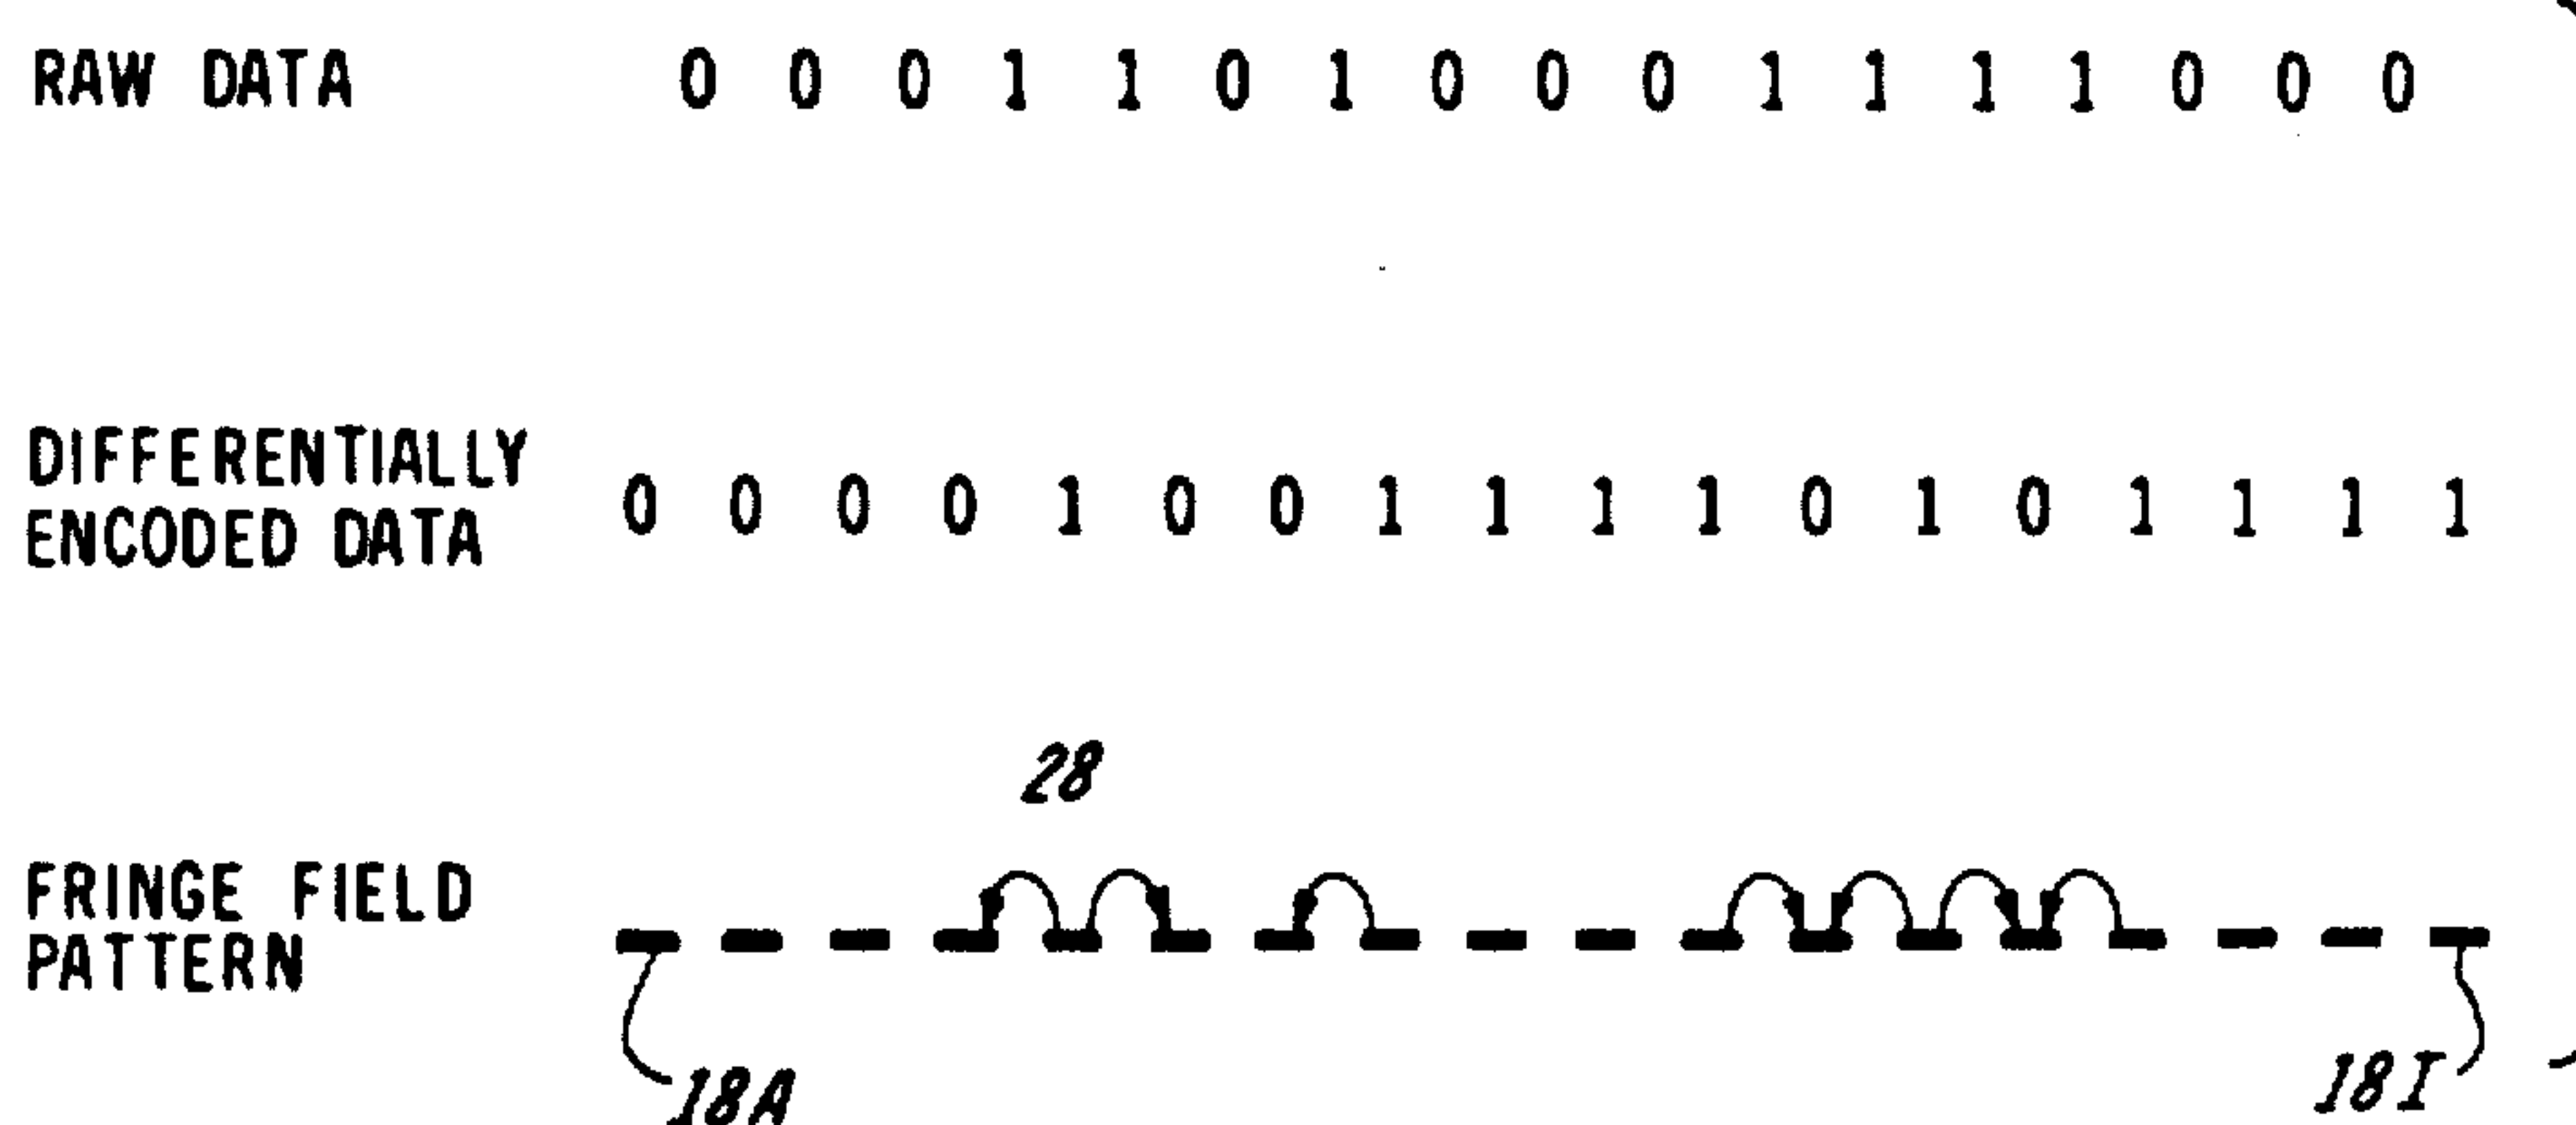 RAW DATA 0 0 0 1 1 0 1 0 0 0 1 1 1 1 0 0 0
DIFFERENTIALLY
ENCODED DATA 0 0 0 0 1 0 0 1 1 1 1 0 1 0 1 1 1 1
28
FRINGE FIELD
PATTERN
18A 18I